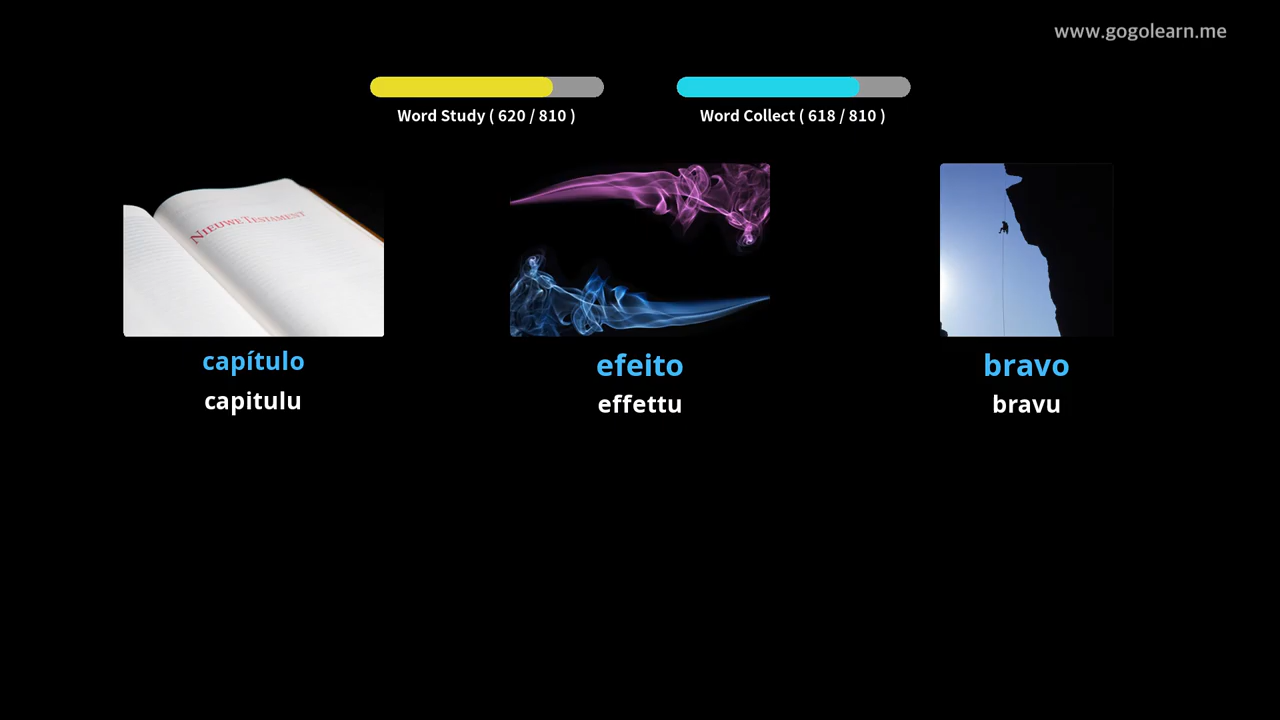 www.gogolearn.me
Word Study ( 620 / 810 )
Word Collect ( 618 / 810 )
NIEUWE TESTAMENT
capítulo
efeito
bravo
capitulu
effettu
bravu